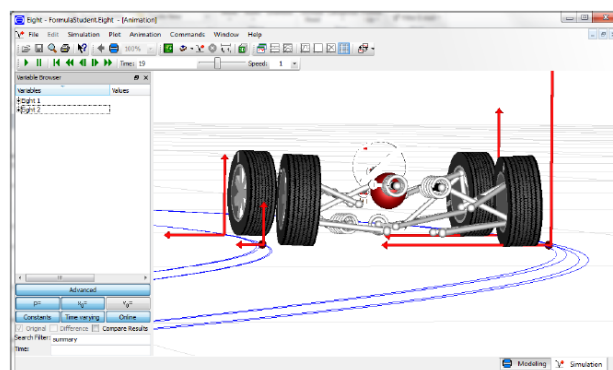 Eight - FormulaStudent.Eight - [Animation]
File Edit Simulation Plot Animation Commands Window Help
100%
Time: 19 Speed: 1
Variable Browser
Variables Values
Eight 1
Eight 2
Advanced
Constants Time varying Online
Original Difference Compare Results
Search Filter: summary
Time:
Modeling Simulation